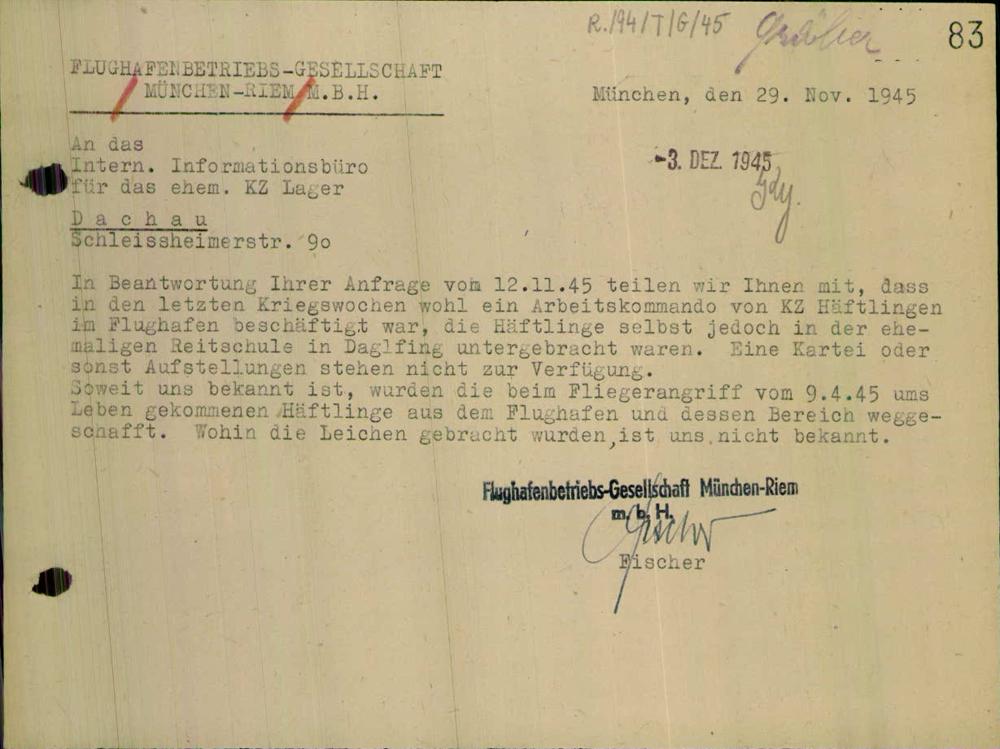 R./94/T/G/45 Gräber 83
FLUGHAFENBETRIEBS-GESELLSCHAFT
MÜNCHEN-RIEM M.B.H.
München, den 29. Nov. 1945
An das
Intern. Informationsbüro
für das ehem. KZ Lager
-3. DEZ. 1945
D a c h a u
Schleissheimerstr. 9o
In Beantwortung Ihrer Anfrage vom 12.11.45 teilen wir Ihnen mit, dass
in den letzten Kriegswochen wohl ein Arbeitskommando von KZ Häftlingen
im Flughafen beschäftigt war, die Häftlinge selbst jedoch in der ehe-
maligen Reitschule in Daglfing untergebracht waren. Eine Kartei oder
sonst Aufstellungen stehen nicht zur Verfügung.
Soweit uns bekannt ist, wurden die beim Fliegerangriff vom 9.4.45 ums
Leben gekommenen Häftlinge aus dem Flughafen und dessen Bereich wegge-
schafft. Wohin die Leichen gebracht wurden, ist uns nicht bekannt.
Flughafenbetriebs-Gesellschaft München-Riem
m. b. H.
Fischer
Fischer